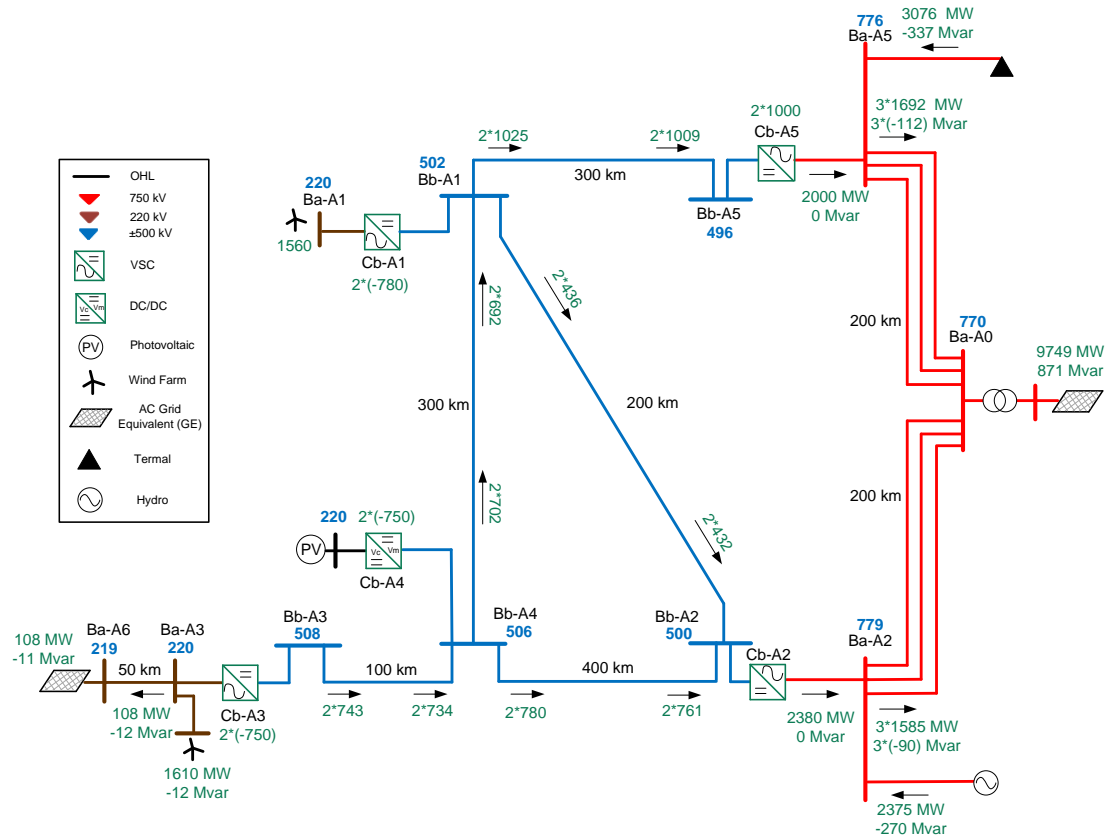 776
Ba-A5
3076 MW
-337 Mvar
3*1692 MW
3*(-112) Mvar
2*1000
Cb-A5
2*1025
2*1009
300 km
2000 MW
0 Mvar
Bb-A5
496
502
Bb-A1
220
Ba-A1
1560
Cb-A1
2*(-780)
OHL
750 kV
220 kV
±500 kV
VSC
Vc
Vm
DC/DC
PV
Photovoltaic
Wind Farm
AC Grid
Equivalent (GE)
Termal
Hydro
2*436
2*692
200 km
300 km
2*702
2*432
200 km
770
Ba-A0
9749 MW
871 Mvar
200 km
220
2*(-750)
PV
Vc
Vm
Cb-A4
Bb-A3
508
Bb-A4
506
Bb-A2
500
779
Ba-A2
Ba-A6
219
Ba-A3
220
108 MW
-11 Mvar
50 km
100 km
400 km
Cb-A2
108 MW
-12 Mvar
Cb-A3
2*(-750)
2*743
2*734
2*780
2*761
2380 MW
0 Mvar
3*1585 MW
3*(-90) Mvar
1610 MW
-12 Mvar
2375 MW
-270 Mvar